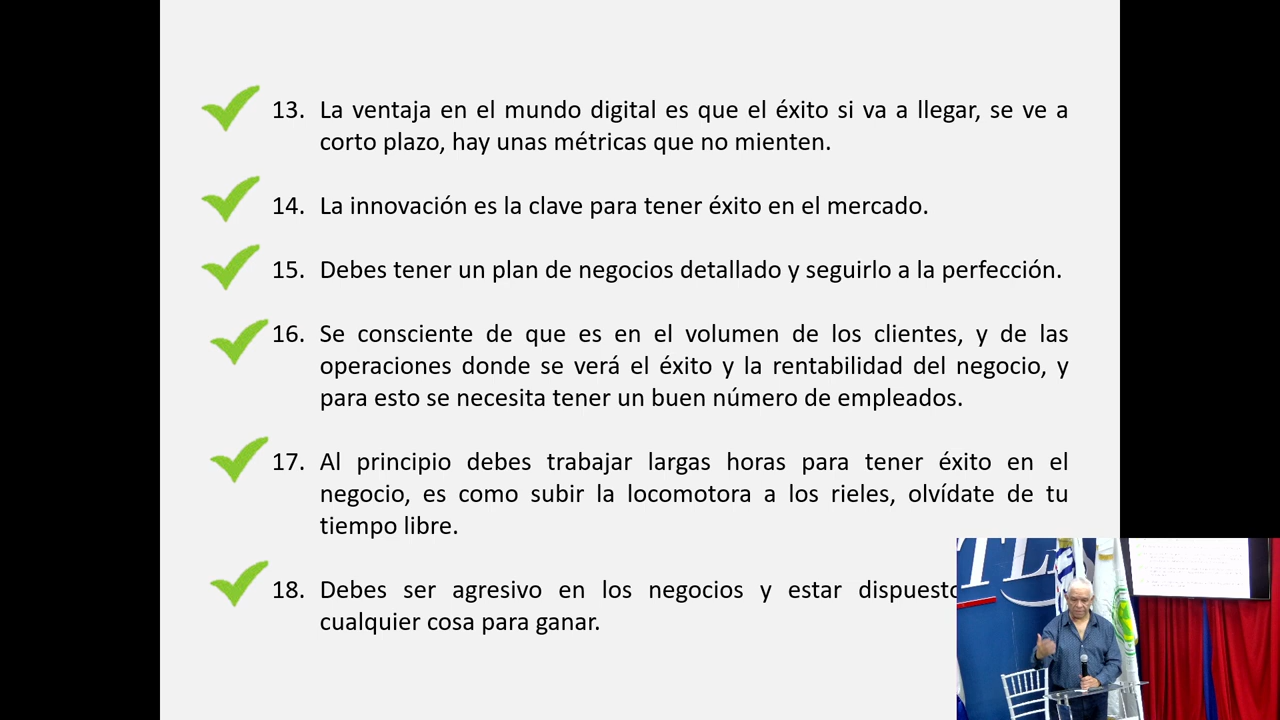 13. La ventaja en el mundo digital es que el éxito si va a llegar, se ve a
corto plazo, hay unas métricas que no mienten.
14. La innovación es la clave para tener éxito en el mercado.
15. Debes tener un plan de negocios detallado y seguirlo a la perfección.
16. Se consciente de que es en el volumen de los clientes, y de las
operaciones donde se verá el éxito y la rentabilidad del negocio, y
para esto se necesita tener un buen número de empleados.
17. Al principio debes trabajar largas horas para tener éxito en el
negocio, es como subir la locomotora a los rieles, olvídate de tu
tiempo libre.
18. Debes ser agresivo en los negocios y estar dispuesto
cualquier cosa para ganar.